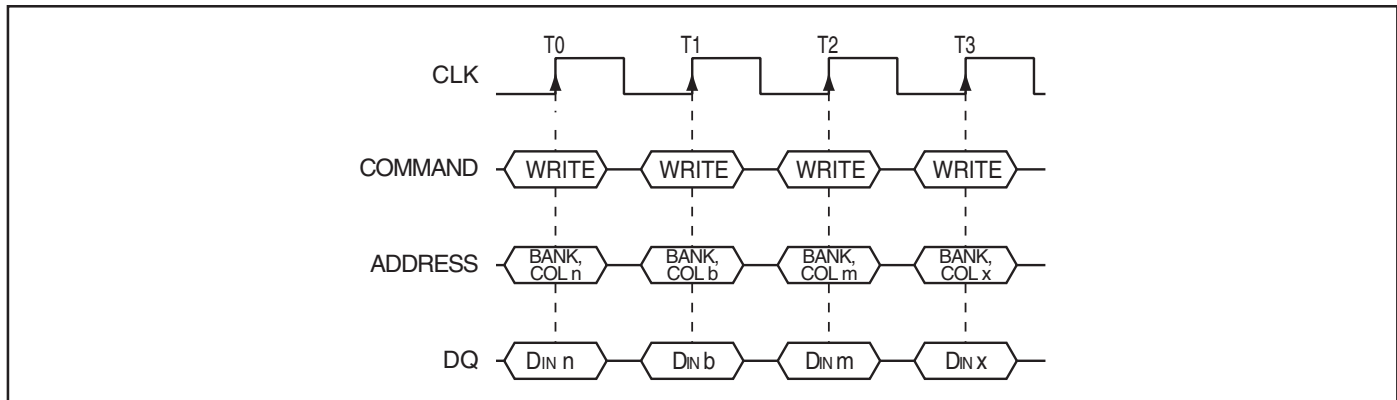 T0 T1 T2 T3
CLK
COMMAND WRITE WRITE WRITE WRITE
ADDRESS BANK, COL n BANK, COL b BANK, COL m BANK, COL x
DQ DIN n DIN b DIN m DIN x